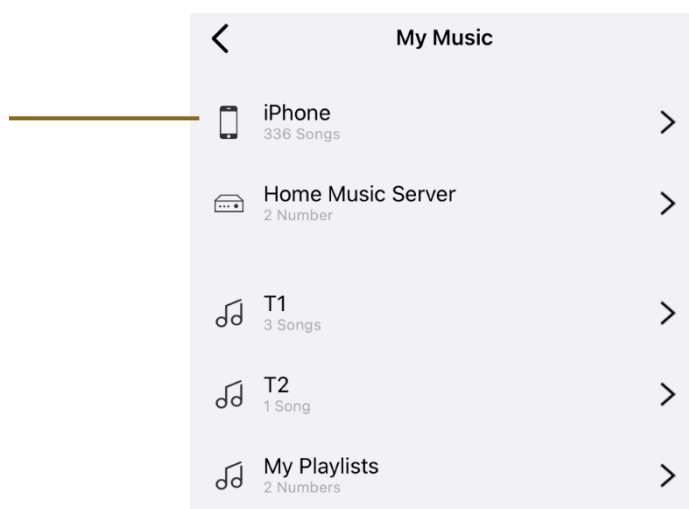 My Music
iPhone
336 Songs
Home Music Server
2 Number
T1
3 Songs
T2
1 Song
My Playlists
2 Numbers